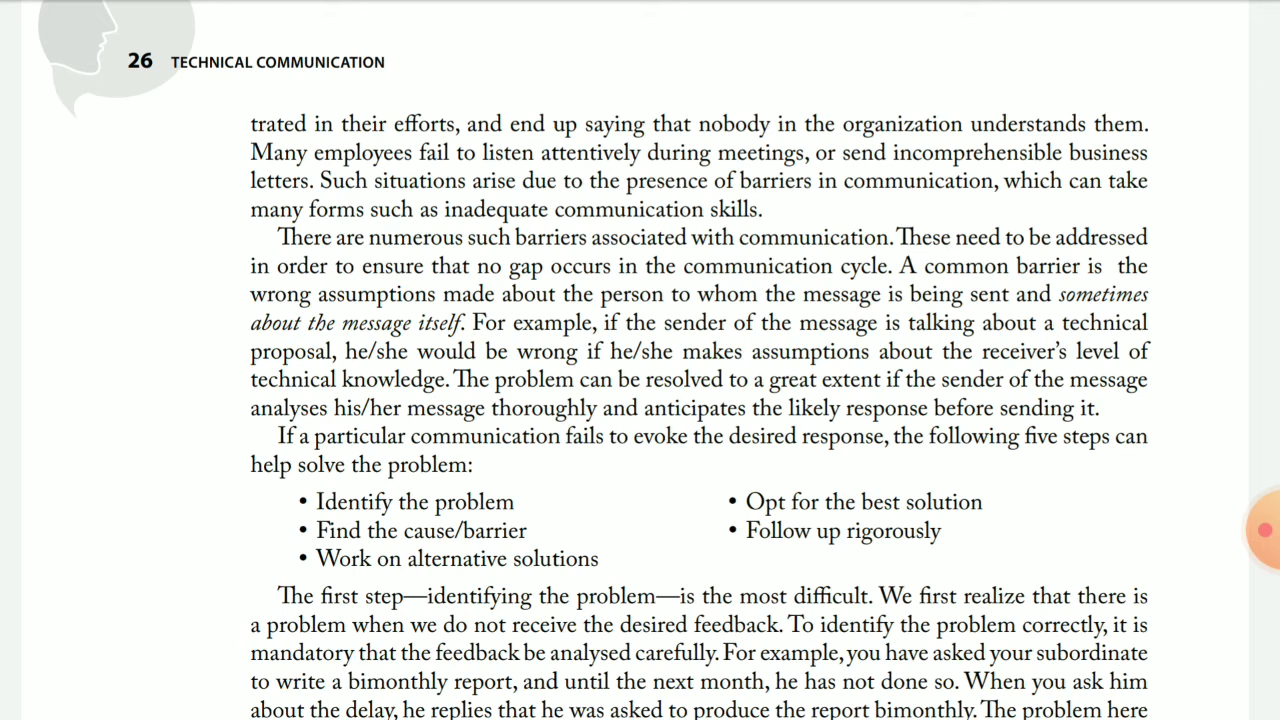 26 TECHNICAL COMMUNICATION
trated in their efforts, and end up saying that nobody in the organization understands them.
Many employees fail to listen attentively during meetings, or send incomprehensible business
letters. Such situations arise due to the presence of barriers in communication, which can take
many forms such as inadequate communication skills.
There are numerous such barriers associated with communication. These need to be addressed
in order to ensure that no gap occurs in the communication cycle. A common barrier is the
wrong assumptions made about the person to whom the message is being sent and sometimes
about the message itself. For example, if the sender of the message is talking about a technical
proposal, he/she would be wrong if he/she makes assumptions about the receiver's level of
technical knowledge. The problem can be resolved to a great extent if the sender of the message
analyses his/her message thoroughly and anticipates the likely response before sending it.
If a particular communication fails to evoke the desired response, the following five steps can
help solve the problem:
• Identify the problem
• Find the cause/barrier
• Work on alternative solutions
• Opt for the best solution
• Follow up rigorously
The first step—identifying the problem—is the most difficult. We first realize that there is
a problem when we do not receive the desired feedback. To identify the problem correctly, it is
mandatory that the feedback be analysed carefully. For example, you have asked your subordinate
to write a bimonthly report, and until the next month, he has not done so. When you ask him
about the delay, he replies that he was asked to produce the report bimonthly. The problem here